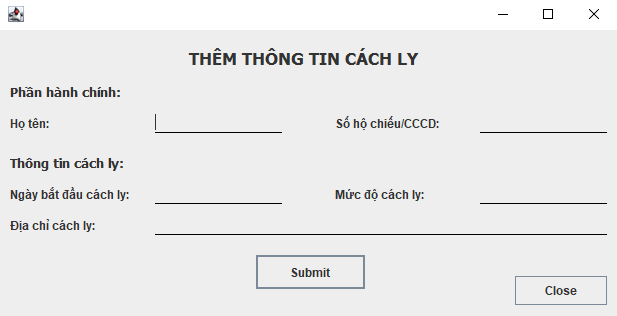 THÊM THÔNG TIN CÁCH LY
Phần hành chính:
Họ tên: Số hộ chiếu/CCCD:
Thông tin cách ly:
Ngày bắt đầu cách ly: Mức độ cách ly:
Địa chỉ cách ly:
Submit
Close